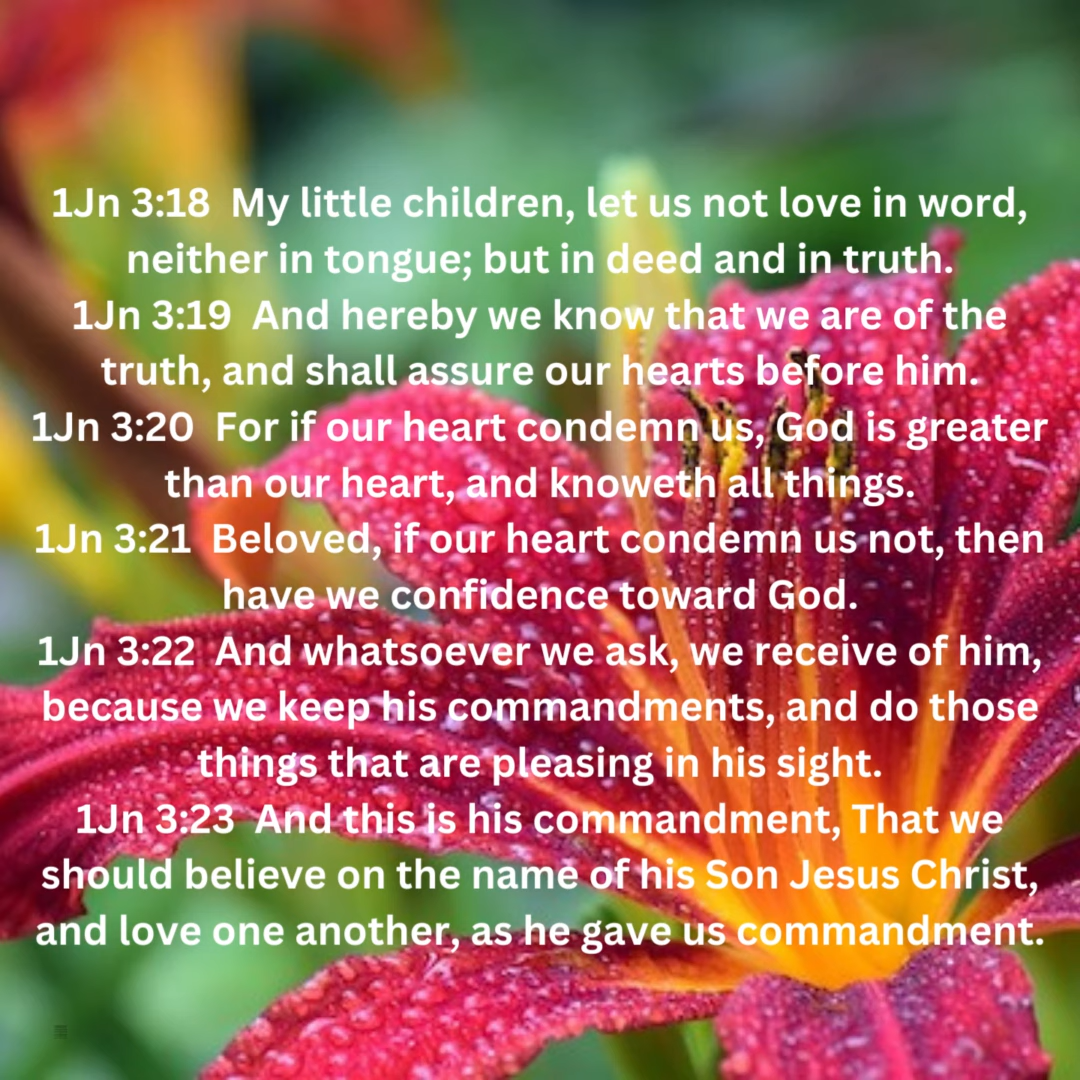 1Jn 3:18  My little children, let us not love in word,
neither in tongue; but in deed and in truth.
1Jn 3:19  And hereby we know that we are of the
truth, and shall assure our hearts before him.
1Jn 3:20  For if our heart condemn us, God is greater
than our heart, and knoweth all things.
1Jn 3:21  Beloved, if our heart condemn us not, then
have we confidence toward God.
1Jn 3:22  And whatsoever we ask, we receive of him,
because we keep his commandments, and do those
things that are pleasing in his sight.
1Jn 3:23  And this is his commandment, That we
should believe on the name of his Son Jesus Christ,
and love one another, as he gave us commandment.